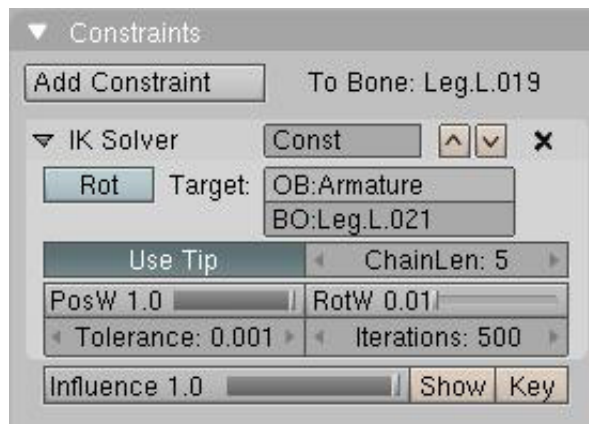 Constraints
Add Constraint To Bone: Leg.L.019
IK Solver Const
Rot Target: OB:Armature
BO:Leg.L.021
Use Tip ChainLen: 5
PosW 1.0 RotW 0.01
Tolerance: 0.001 Iterations: 500
Influence 1.0 Show Key